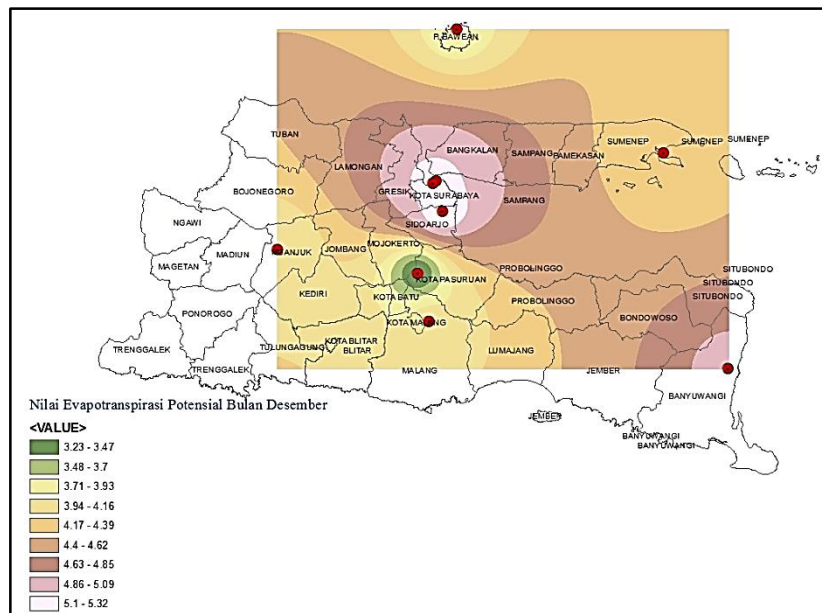 P. BAWEAN
TUBAN
LAMONGAN
BANGKALAN
SAMPANG
PAMEKASAN
SUMENEP
SUMENEP
SUMENEP
BOJONEGORO
GRESIK
KOTA SURABAYA
SAMPANG
NGAWI
SIDOARJO
MADIUN
JOMBANG
MOJOKERTO
MAGETAN
KOTA PASURUAN
PROBOLINGGO
SITUBONDO
SITUBONDO
SITUBONDO
KEDIRI
KOTA BATU
PROBOLINGGO
BONDOWOSO
PONOROGO
KOTA MALANG
TRENGGALEK
TULUNGAGUNG
KOTA BLITAR
BLITAR
LUMAJANG
TRENGGALEK
MALANG
JEMBER
BANYUWANGI
JEMBER
BANYUWANGI
BANYUWANGI
Nilai Evapotranspirasi Potensial Bulan Desember
<VALUE>
3.23 - 3.47
3.48 - 3.7
3.71 - 3.93
3.94 - 4.16
4.17 - 4.39
4.4 - 4.62
4.63 - 4.85
4.86 - 5.09
5.1 - 5.32